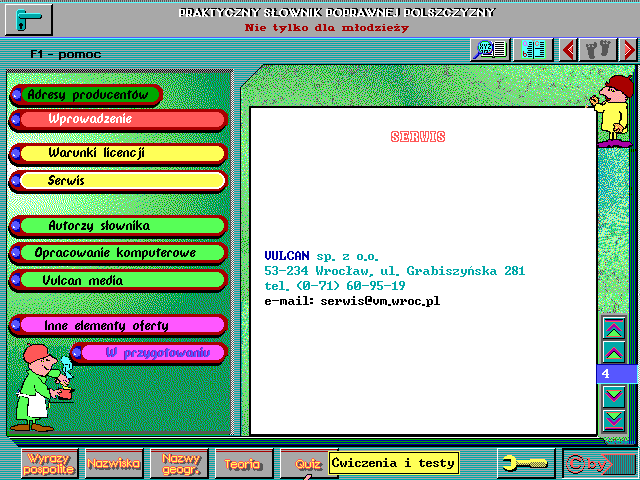 PRAKTYCZNY SŁOWNIK POPRAWNEJ POLSZCZYZNY
Nie tylko dla młodzieży
F1 - pomoc
Adresy producentów
Wprowadzenie
Warunki licencji
Serwis
Autorzy słownika
Opracowanie komputerowe
Vulcan media
Inne elementy oferty
W przygotowaniu
SERWIS
VULCAN sp. z o.o.
53-234 Wrocław, ul. Grabiszyńska 281
tel. (0-71) 60-95-19
e-mail: serwis@vm.wroc.pl
4
Wyrazy
pospolite
Nazwiska
Nazwy
geogr.
Teoria
Quiz
Ćwiczenia i testy
©by